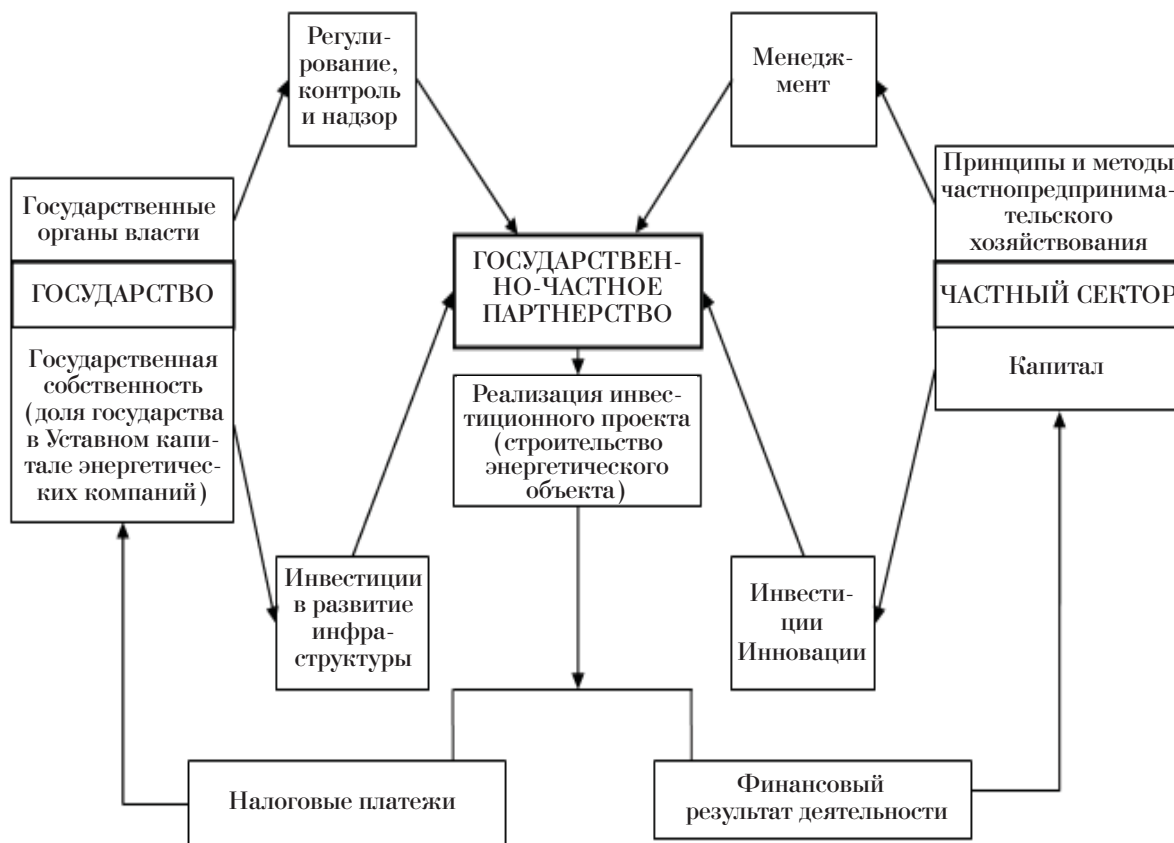 Регули-
рование,
контроль
и надзор
Менедж-
мент
Государственные
органы власти
ГОСУДАРСТВО
Государственная
собственность
(доля государства
в Уставном капи-
тале энергетичес-
ких компаний)
ГОСУДАРСТВЕН-
НО-ЧАСТНОЕ
ПАРТНЕРСТВО
Реализация инвес-
тиционного проекта
(строительство
энергетического
объекта)
Принципы и методы
частнопредпринима-
тельского
хозяйствования
ЧАСТНЫЙ СЕКТОР
Капитал
Инвестиции
в развитие
инфра-
структуры
Инвести-
ции
Инновации
Налоговые платежи
Финансовый
результат деятельности